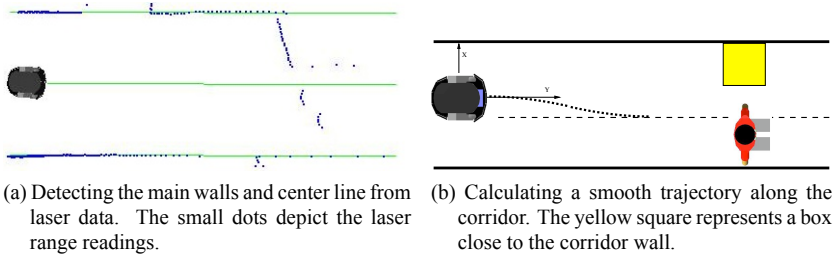 X
Y
(a) Detecting the main walls and center line from
laser data. The small dots depict the laser
range readings.
(b) Calculating a smooth trajectory along the
corridor. The yellow square represents a box
close to the corridor wall.